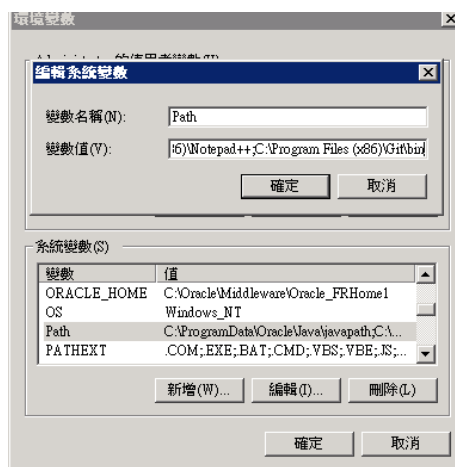 環境變數
編輯系統變數
變數名稱(N): Path
變數值(V): :6)\Notepad++;C:\Program Files (x86)\Git\bin
確定 取消
系統變數(S)
變數 值
ORACLE_HOME C:\Oracle\Middleware\Oracle_FRHome1
OS Windows_NT
Path C:\ProgramData\Oracle\Java\javapath;C:\...
PATHEXT .COM;.EXE;.BAT;.CMD;.VBS;.VBE;.JS;...
新增(W)... 編輯(I)... 刪除(L)
確定 取消